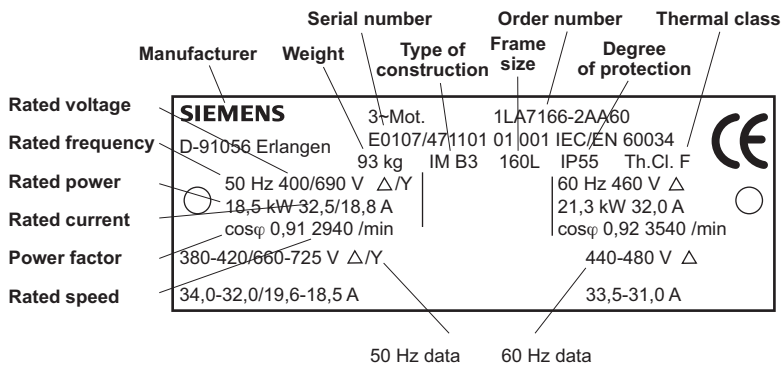 Serial number Order number Thermal class
Manufacturer Weight Type of construction Frame size Degree of protection
Rated voltage
Rated frequency
Rated power
Rated current
Power factor
Rated speed
SIEMENS 3~Mot. 1LA7166-2AA60
D-91056 Erlangen E0107/471101 01 001 IEC/EN 60034
93 kg IM B3 160L IP55 Th.Cl. F
CE
50 Hz 400/690 V △/Y 60 Hz 460 V △
18,5 kW 32,5/18,8 A 21,3 kW 32,0 A
cosφ 0,91 2940 /min cosφ 0,92 3540 /min
380-420/660-725 V △/Y 440-480 V △
34,0-32,0/19,6-18,5 A 33,5-31,0 A
50 Hz data 60 Hz data